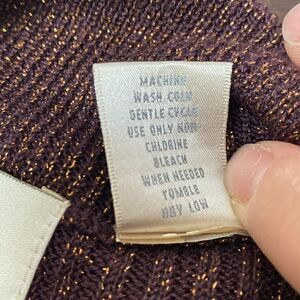 MACHINE
WASH COLD
GENTLE CYCLE
USE ONLY NON-
CHLORINE
BLEACH
WHEN NEEDED
TUMBLE
DRY LOW